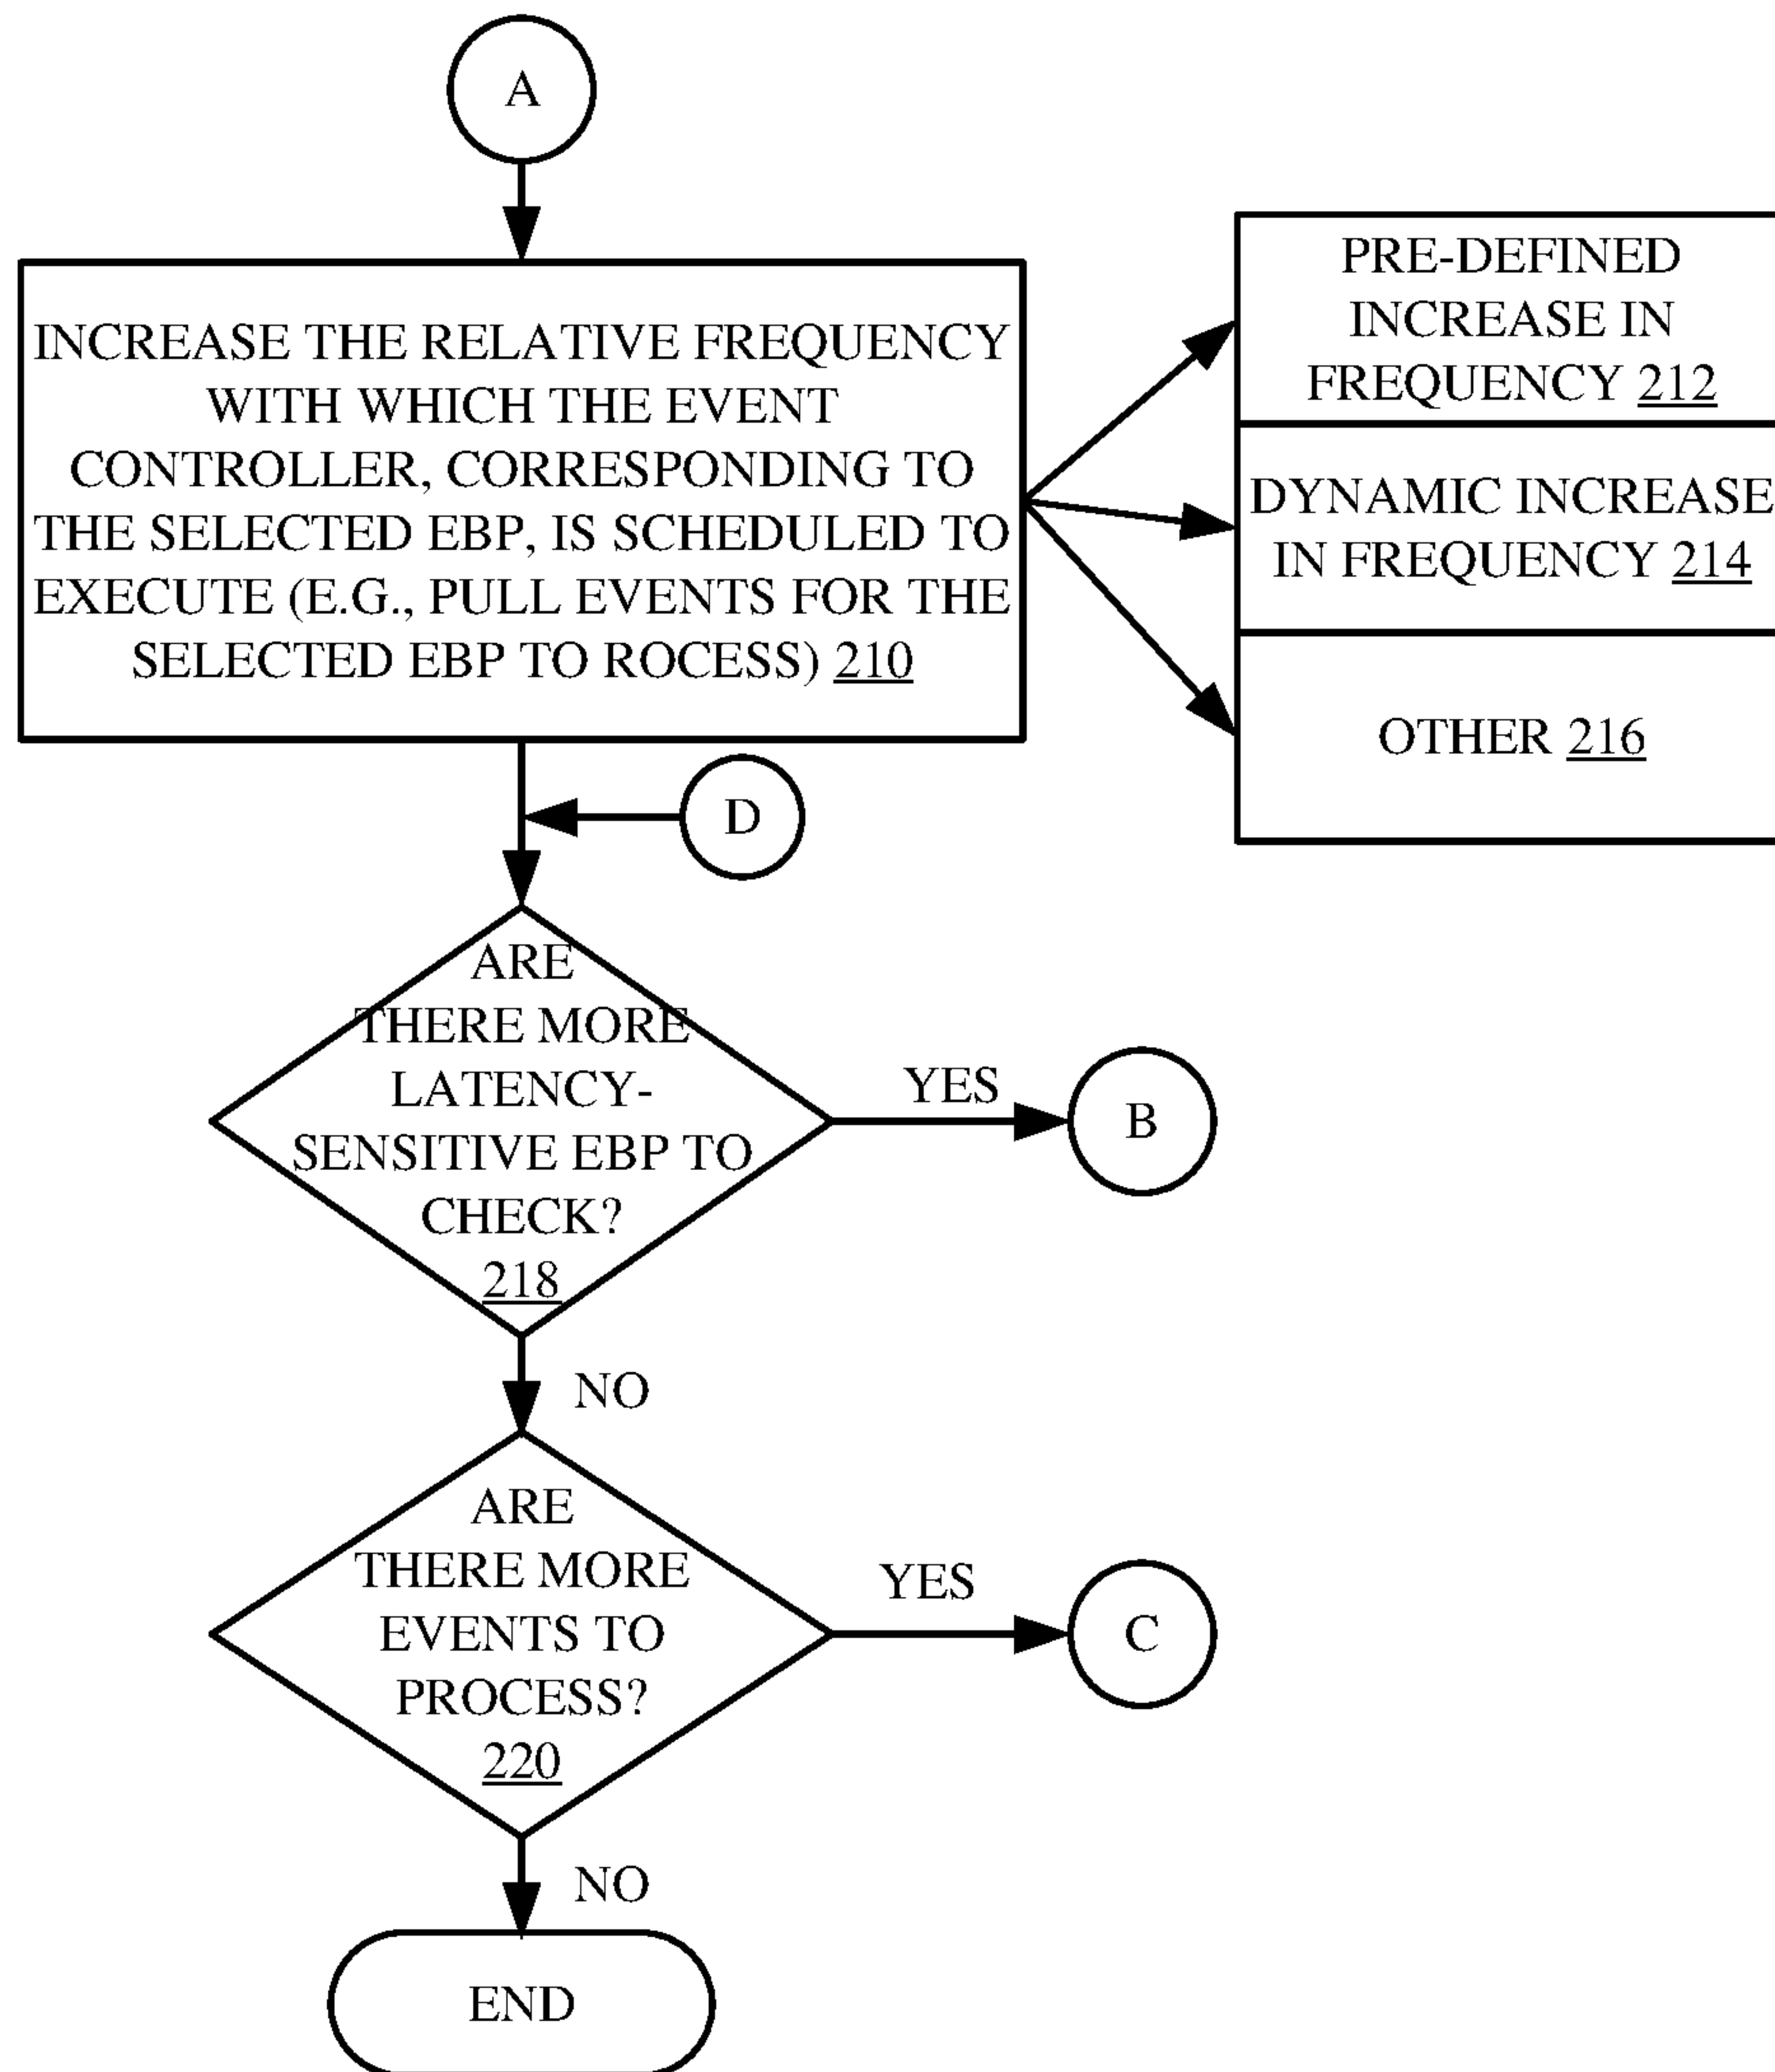 A
INCREASE THE RELATIVE FREQUENCY
WITH WHICH THE EVENT
CONTROLLER, CORRESPONDING TO
THE SELECTED EBP, IS SCHEDULED TO
EXECUTE (E.G., PULL EVENTS FOR THE
SELECTED EBP TO ROCESS) 210
PRE-DEFINED
INCREASE IN
FREQUENCY 212
DYNAMIC INCREASE
IN FREQUENCY 214
OTHER 216
D
ARE
THERE MORE
LATENCY-
SENSITIVE EBP TO
CHECK?
218
YES
B
NO
ARE
THERE MORE
EVENTS TO
PROCESS?
220
YES
C
NO
END